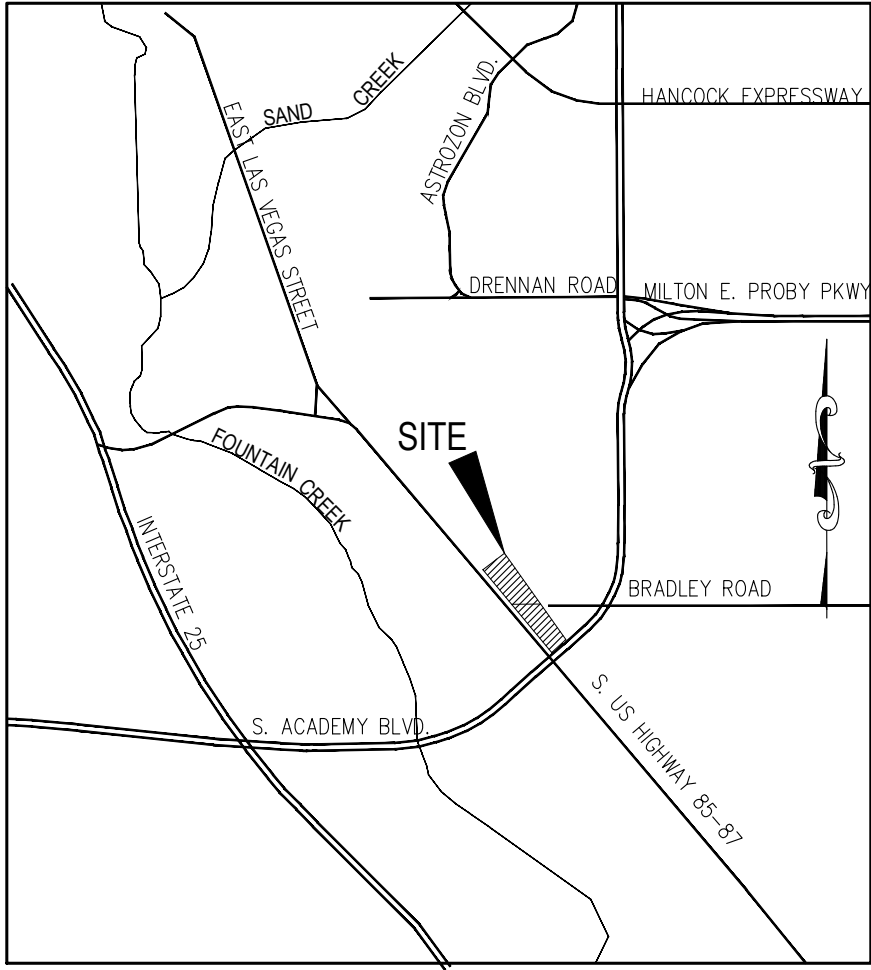 SAND CREEK
EAST LAS VEGAS STREET
ASTROZON BLVD.
HANCOCK EXPRESSWAY
DRENNAN ROAD
MILTON E. PROBY PKWY
SITE
FOUNTAIN CREEK
INTERSTATE 25
BRADLEY ROAD
S. ACADEMY BLVD.
S. US HIGHWAY 85-87